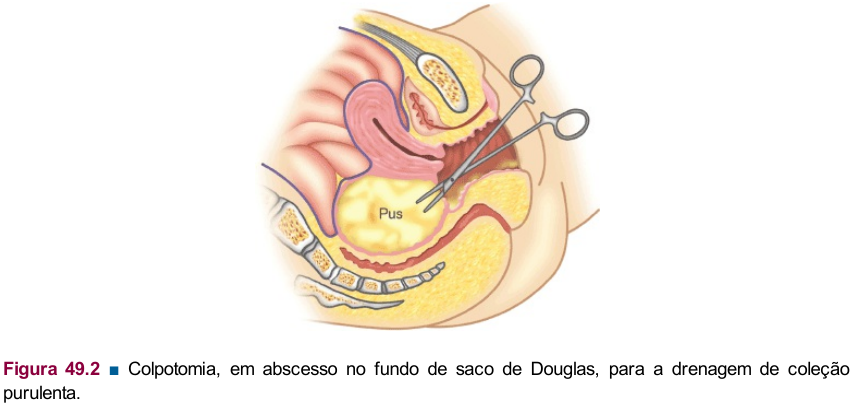 Pus
Figura 49.2 ■ Colpotomia, em abscesso no fundo de saco de Douglas, para a drenagem de coleção
purulenta.